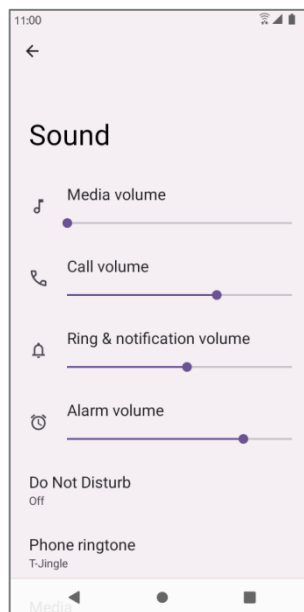 11:00
Sound
Media volume
Call volume
Ring & notification volume
Alarm volume
Do Not Disturb
Off
Phone ringtone
T-Jingle
Media